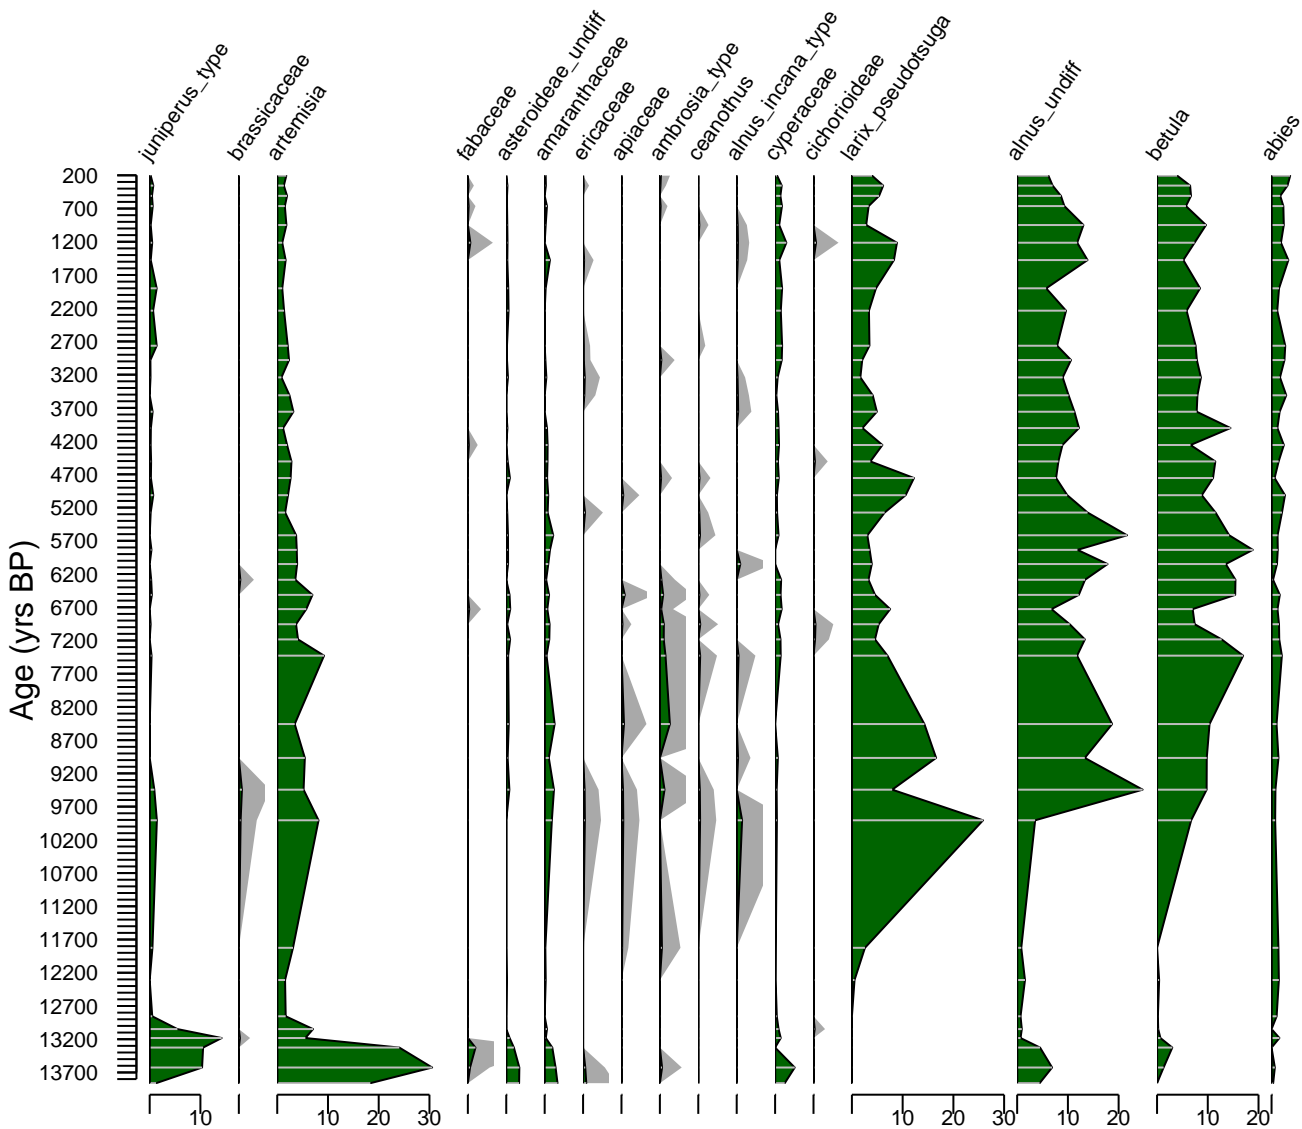 juniperus_type
brassicaceae
artemisia
fabaceae
asteroideae_undiff
amaranthaceae
ericaceae
apiaceae
ambrosia_type
ceanothus
alnus_incana_type
cyperaceae
cichorioideae
larix_pseudotsuga
alnus_undiff
betula
abies
Age (yrs BP)
200
700
1200
1700
2200
2700
3200
3700
4200
4700
5200
5700
6200
6700
7200
7700
8200
8700
9200
9700
10200
10700
11200
11700
12200
12700
13200
13700
10 10 20 30 10 20 30 10 20 10 20